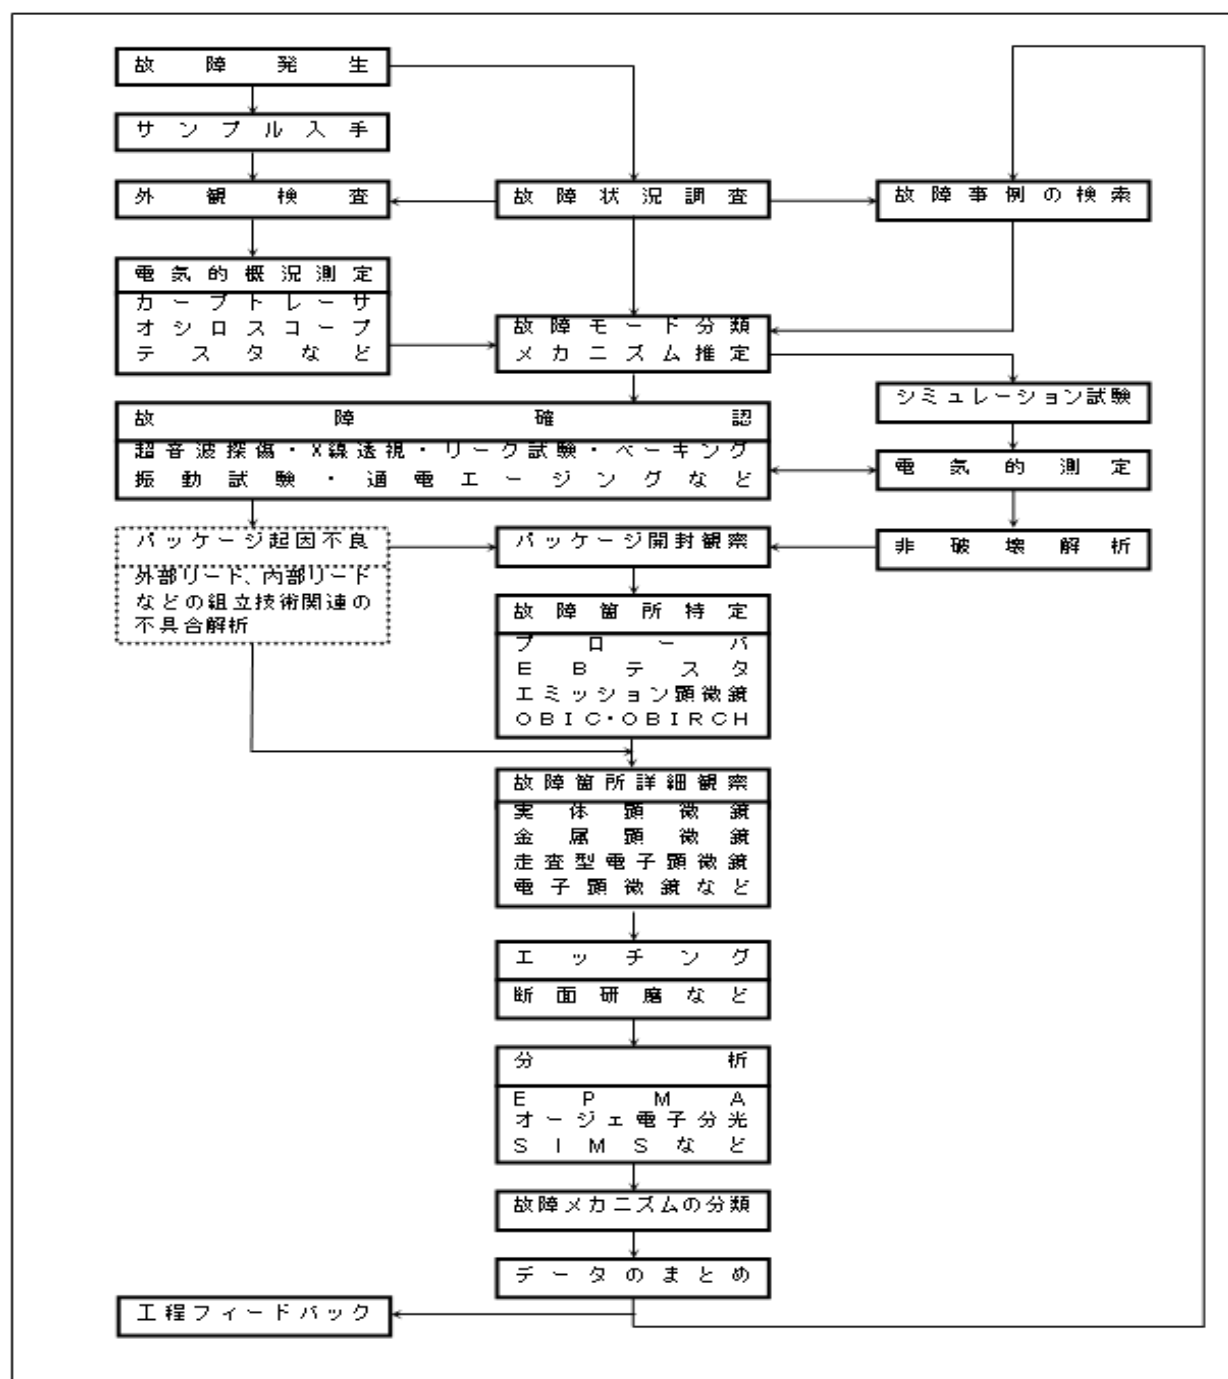 故障発生
サンプル入手
外観検査
故障状況調査
故障事例の検索
電気的概況測定
カーブトレーサ
オシロスコープ
テスタなど
故障モード分類
メカニズム推定
シミュレーション試験
故障確認
超音波探傷・X線透視・リーク試験・ベーキング
振動試験・通電エージングなど
電気的測定
パッケージ起因不良
外部リード、内部リード
などの組立技術関連の
不具合解析
パッケージ開封観察
非破壊解析
故障箇所特定
プローバ
EBテスタ
エミッション顕微鏡
OBIC・OBIRCH
故障箇所詳細観察
実体顕微鏡
金属顕微鏡
走査型電子顕微鏡
電子顕微鏡など
エッチング
断面研磨など
分析
EPMA
オージェ電子分光
SIMSなど
故障メカニズムの分類
データのまとめ
工程フィードバック